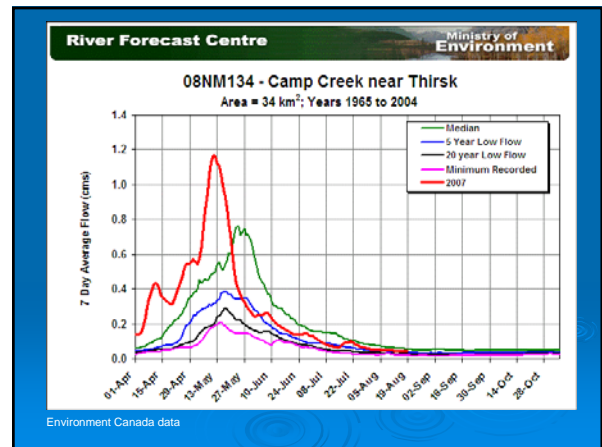 River Forecast Centre
Ministry of
Environment
08NM134 - Camp Creek near Thirsk
Area = 34 km²; Years 1965 to 2004
7 Day Average Flow (cms)
1.4
1.2
1.0
0.8
0.6
0.4
0.2
0.0
Median
5 Year Low Flow
20 year Low Flow
Minimum Recorded
2007
01-Apr
15-Apr
29-Apr
13-May
27-May
10-Jun
24-Jun
08-Jul
22-Jul
05-Aug
19-Aug
02-Sep
16-Sep
30-Sep
14-Oct
28-Oct
Environment Canada data